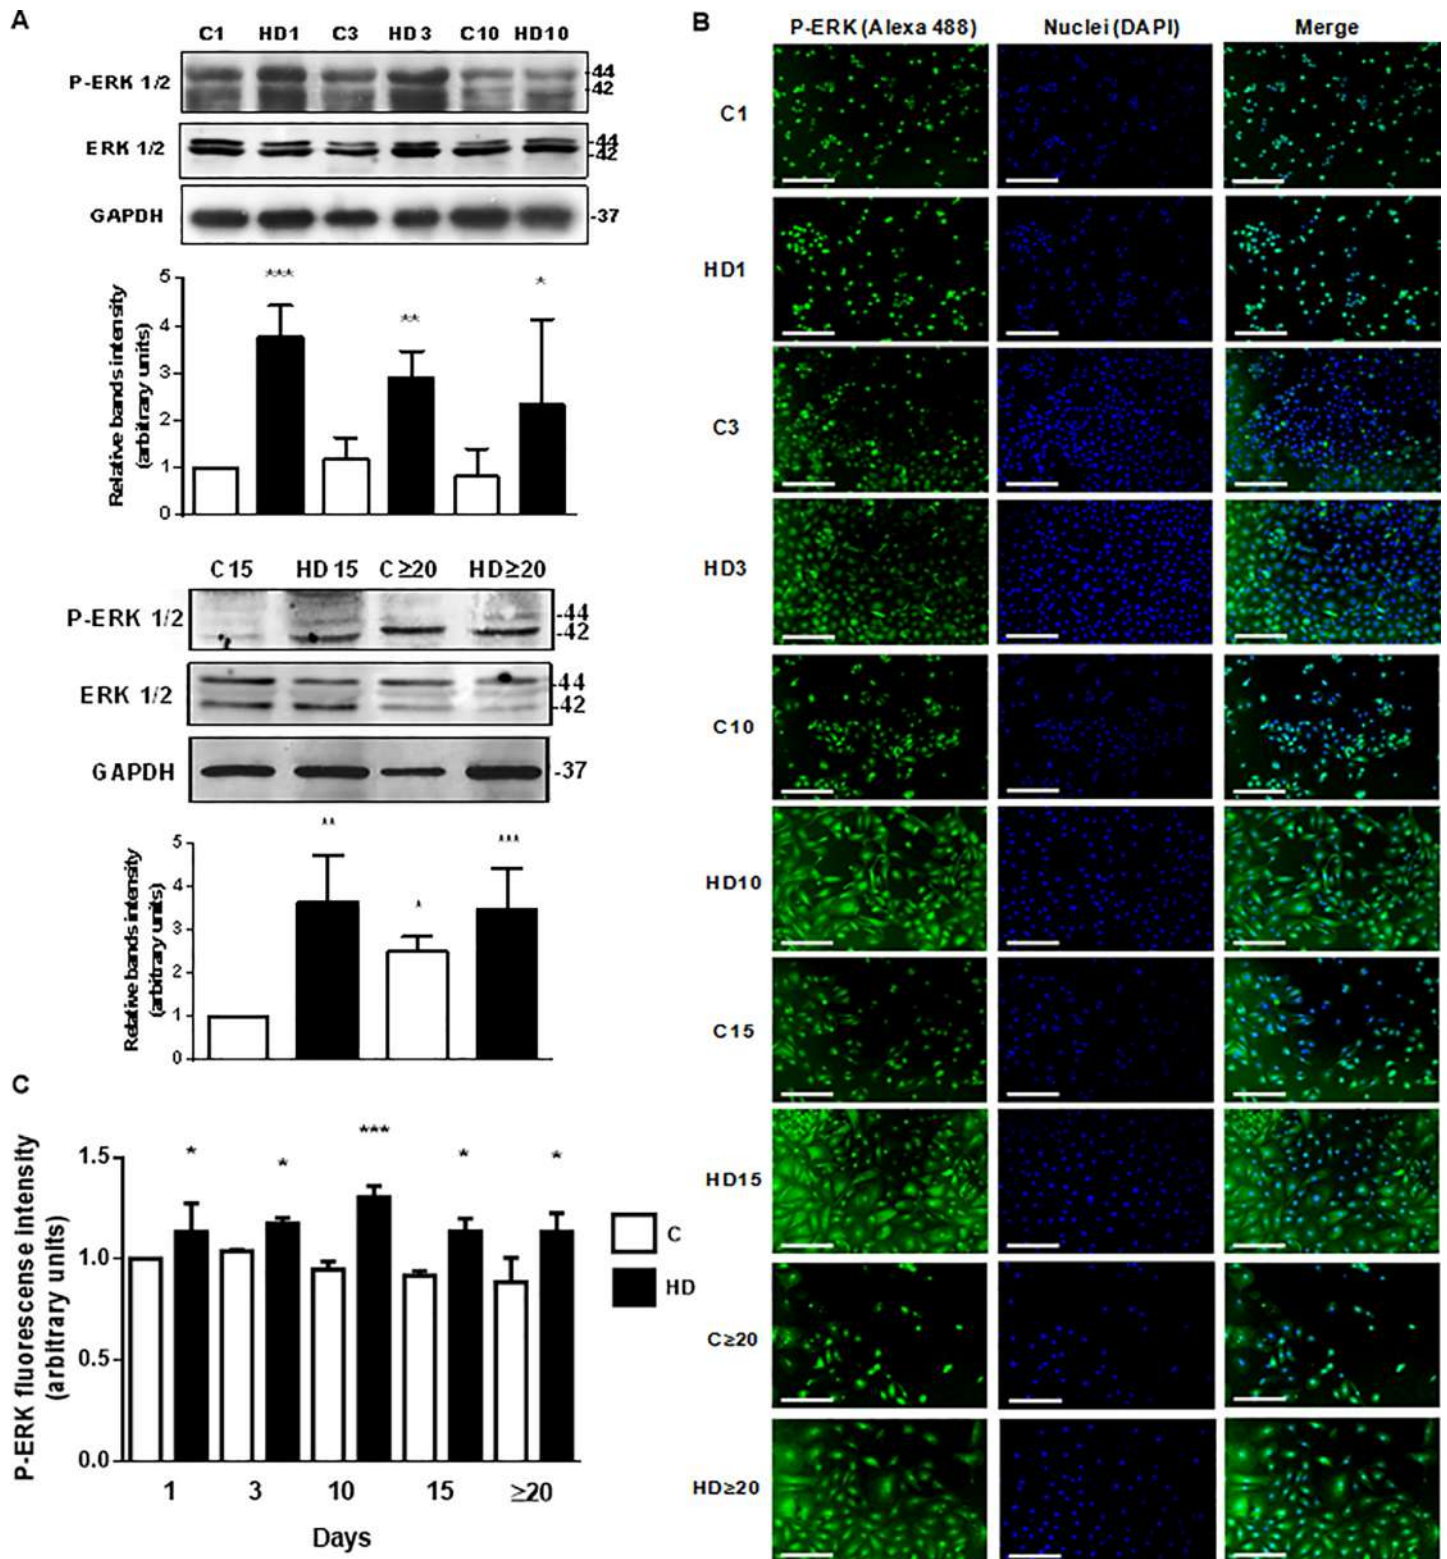 A
C1 HD1 C3 HD3 C10 HD10
P-ERK 1/2
-44
-42
ERK 1/2
-44
-42
GAPDH
-37
Relative bands intensity
(arbitrary units)
5
4
3
2
1
0
***
**
*
C15 HD15 C≥20 HD≥20
P-ERK 1/2
-44
-42
ERK 1/2
-44
-42
GAPDH
-37
Relative bands intensity
(arbitrary units)
5
4
3
2
1
0
**
*
***
C
P-ERK fluorescense intensity
(arbitrary units)
1.5
1.0
0.5
0.0
*
*
***
*
*
1 3 10 15 ≥20
Days
C
HD
B
P-ERK (Alexa 488) Nuclei (DAPI) Merge
C1
HD1
C3
HD3
C10
HD10
C15
HD15
C≥20
HD≥20